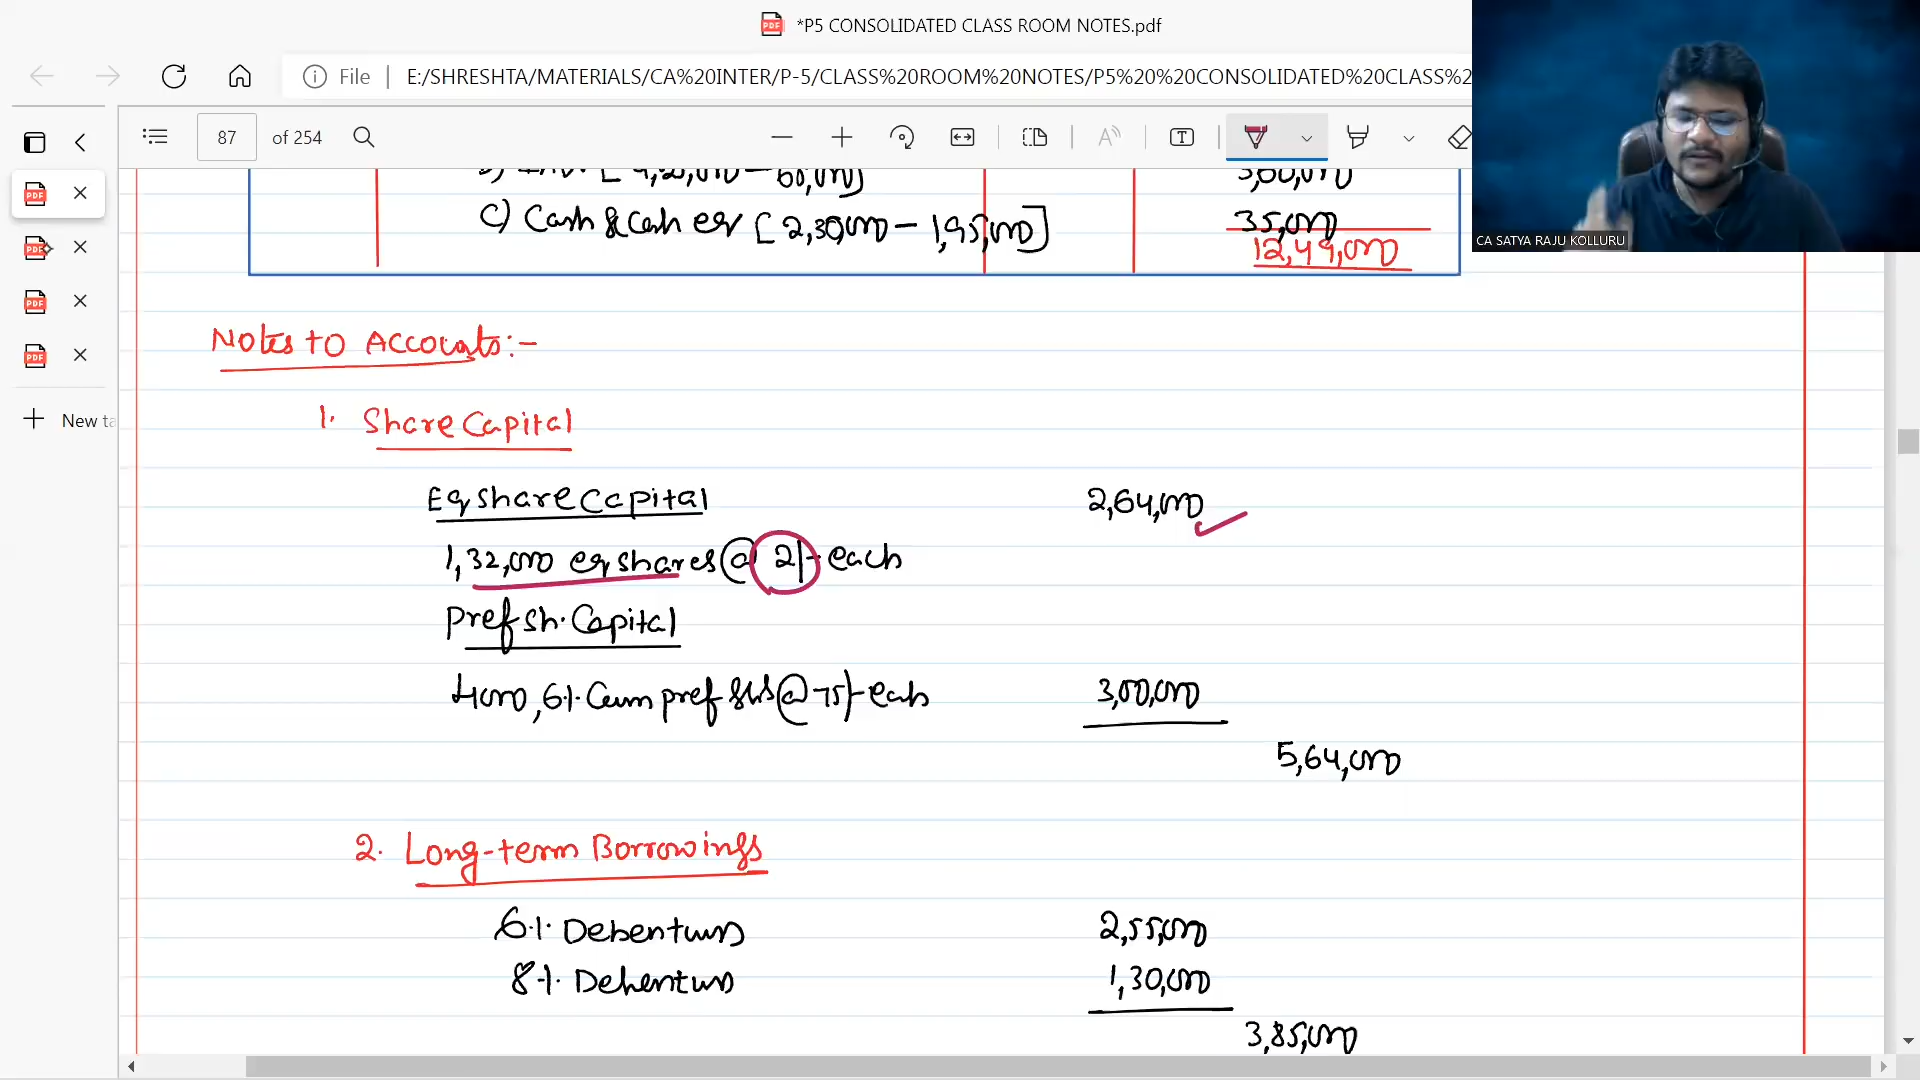 *P5 CONSOLIDATED CLASS ROOM NOTES.pdf
File | E:/SHRESHTA/MATERIALS/CA%20INTER/P-5/CLASS%20ROOM%20NOTES/P5%20%20CONSOLIDATED%20CLASS%2
87 of 254
New ta
CA SATYA RAJU KOLLURU
3,60,000
c) Cash & Cash eq [2,30,000 - 1,95,000] 35,000
12,49,000
Notes to Accounts:-
1. Share Capital
Eq share capital 2,64,000
1,32,000 eq shares @ 2/- each
Pref sh. Capital
4000, 6% Cum pref shs @ 75/- each 3,00,000
5,64,000
2. Long-term Borrowings
6% Debentures 2,55,000
8% Debentures 1,30,000
3,85,000